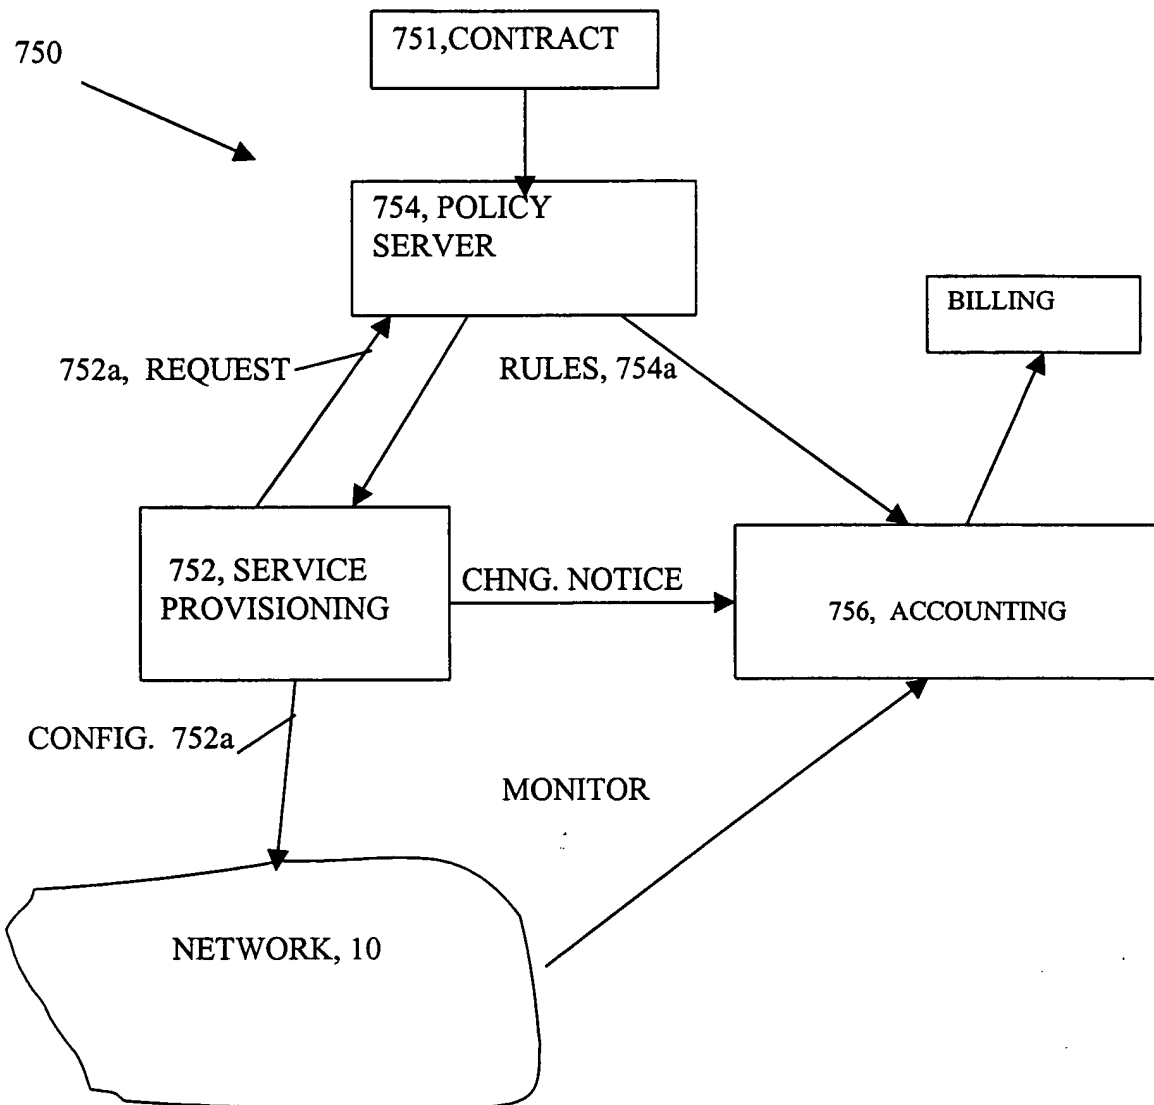 751,CONTRACT
750
754, POLICY
SERVER
BILLING
752a, REQUEST
RULES, 754a
752, SERVICE
PROVISIONING
CHNG. NOTICE
756, ACCOUNTING
CONFIG. 752a
MONITOR
NETWORK, 10